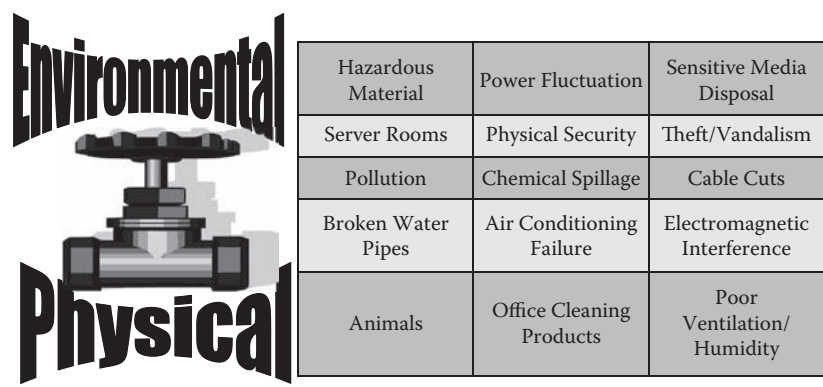 Environmental
Physical
Hazardous
Material
Power Fluctuation
Sensitive Media
Disposal
Server Rooms
Physical Security
Theft/Vandalism
Pollution
Chemical Spillage
Cable Cuts
Broken Water
Pipes
Air Conditioning
Failure
Electromagnetic
Interference
Animals
Office Cleaning
Products
Poor
Ventilation/
Humidity